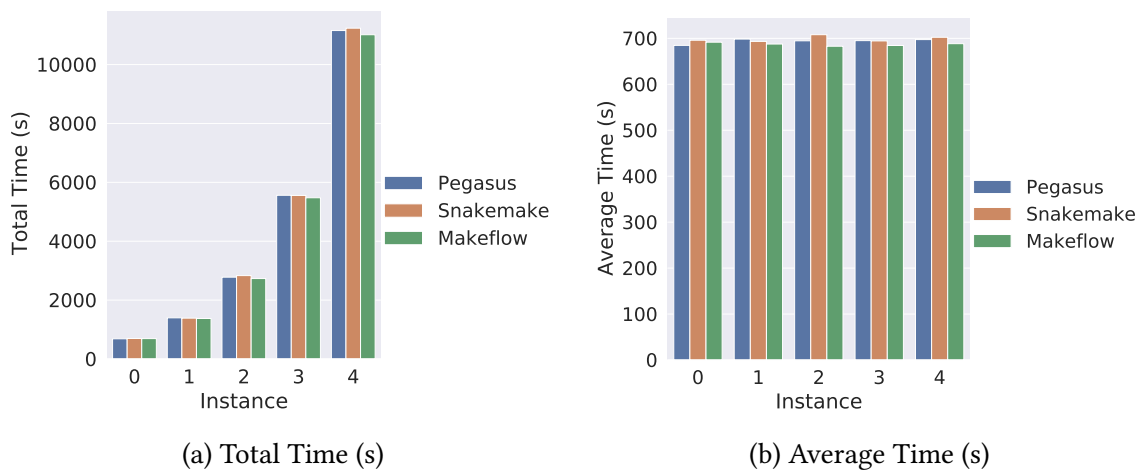 10000
8000
6000
4000
2000
0
Total Time (s)
0 1 2 3 4
Instance
Pegasus
Snakemake
Makeflow
(a) Total Time (s)
700
600
500
400
300
200
100
0
Average Time (s)
0 1 2 3 4
Instance
Pegasus
Snakemake
Makeflow
(b) Average Time (s)